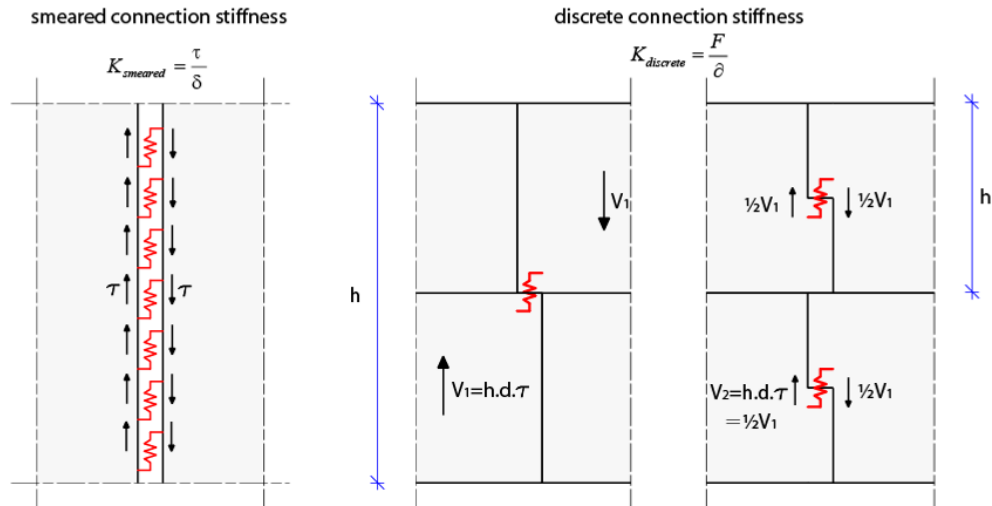 smeared connection stiffness
K_smeared = τ/δ
τ τ
discrete connection stiffness
K_discrete = F/∂
h
V₁
V₁=h.d.τ
½V₁ ½V₁
h
V₂=h.d.τ
=½V₁
½V₁